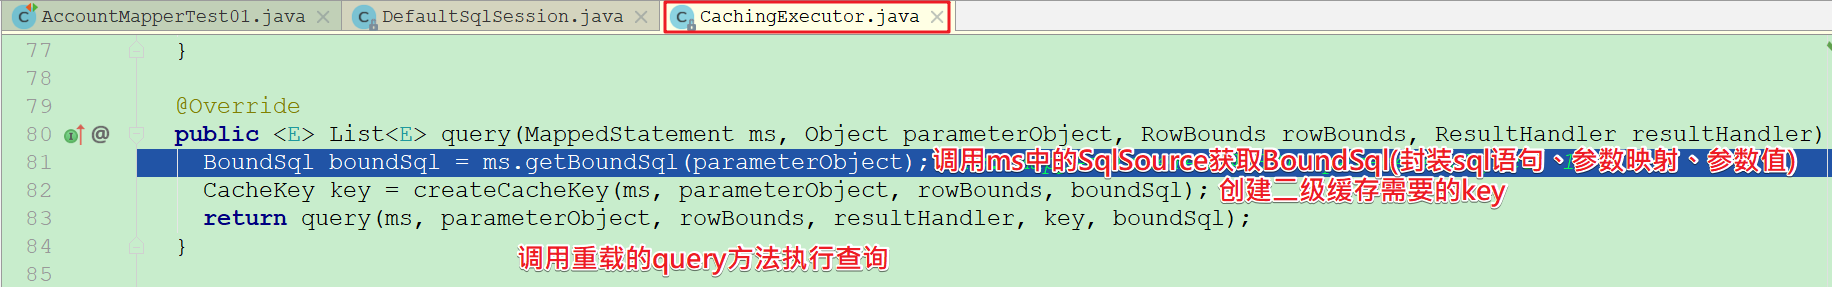 AccountMapperTest01.java DefaultSqlSession.java CachingExecutor.java
77 }
78
79 @Override
80 @ public <E> List<E> query(MappedStatement ms, Object parameterObject, RowBounds rowBounds, ResultHandler resultHandler)
81 BoundSql boundSql = ms.getBoundSql(parameterObject); 调用ms中的SqlSource获取BoundSql(封装sql语句、参数映射、参数值)
82 CacheKey key = createCacheKey(ms, parameterObject, rowBounds, boundSql); 创建二级缓存需要的key
83 return query(ms, parameterObject, rowBounds, resultHandler, key, boundSql);
84 }
调用重载的query方法执行查询
85